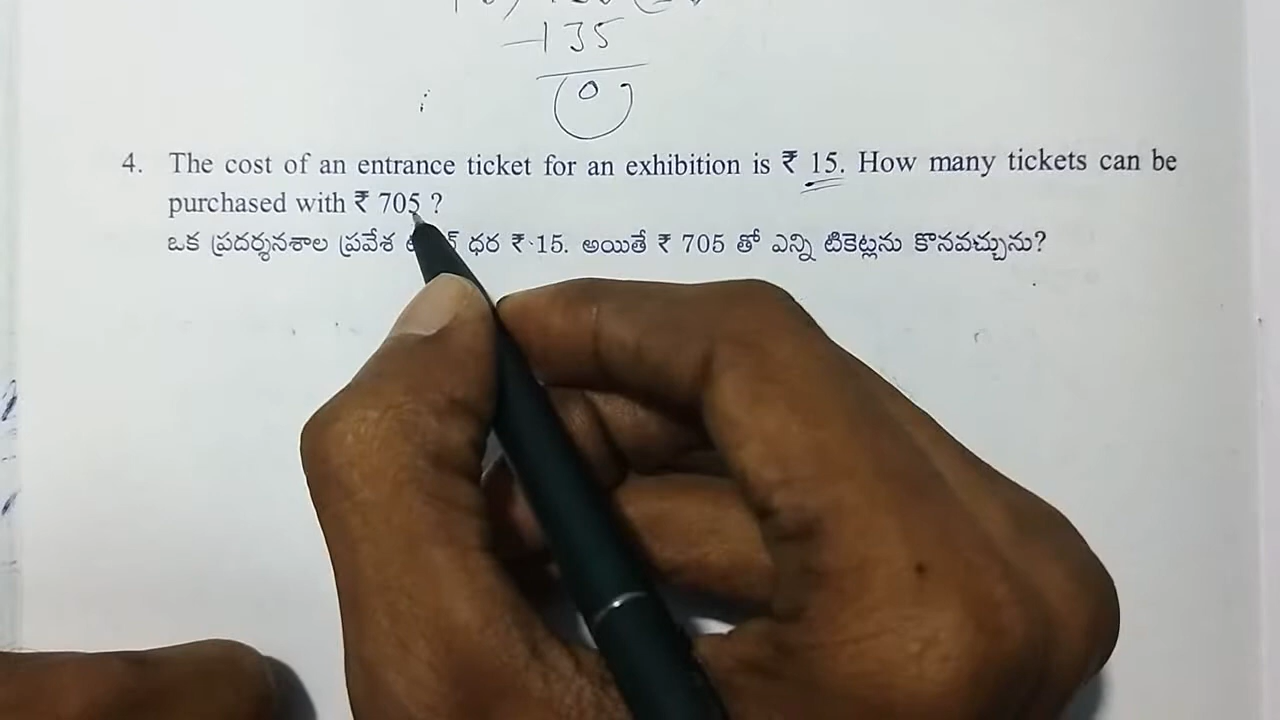 -135
0
4. The cost of an entrance ticket for an exhibition is ₹ 15. How many tickets can be
purchased with ₹ 705 ?
ఒక ప్రదర్శనశాల ప్రవేశ ధర ₹ 15. అయితే ₹ 705 తో ఎన్ని టికెట్లను కొనవచ్చును?